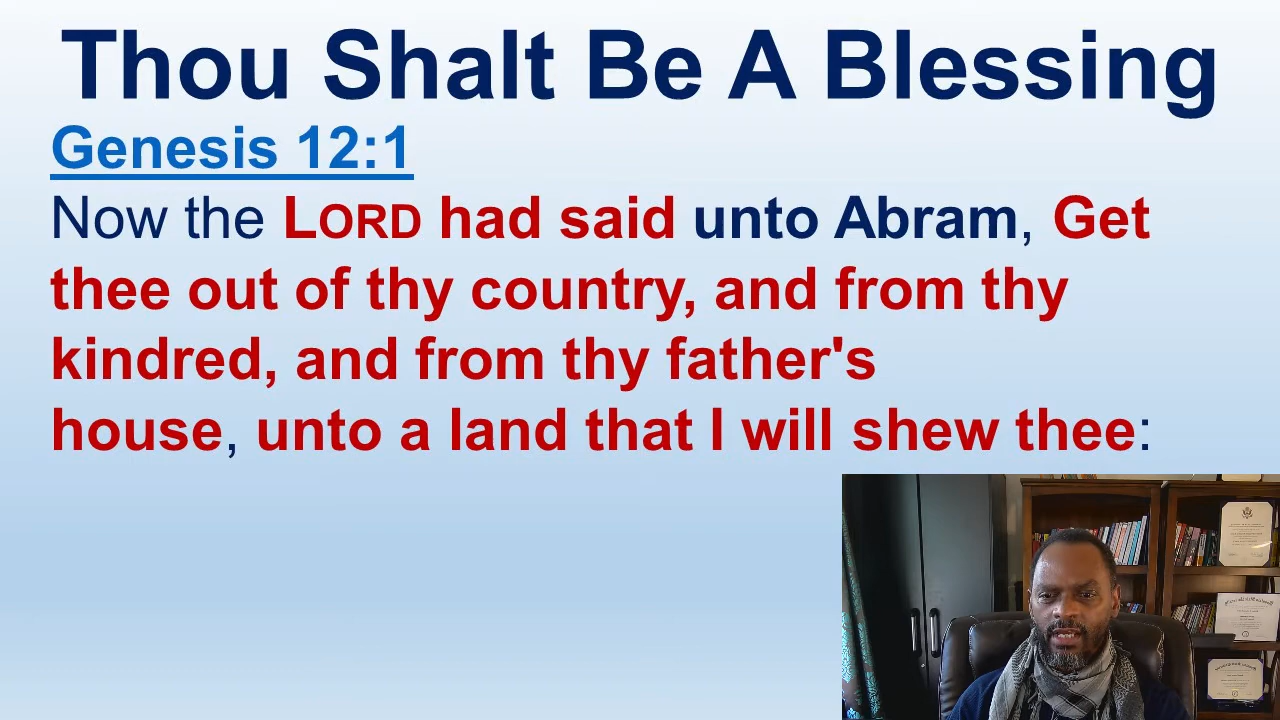 Thou Shalt Be A Blessing
Genesis 12:1
Now the LORD had said unto Abram, Get
thee out of thy country, and from thy
kindred, and from thy father's
house, unto a land that I will shew thee: